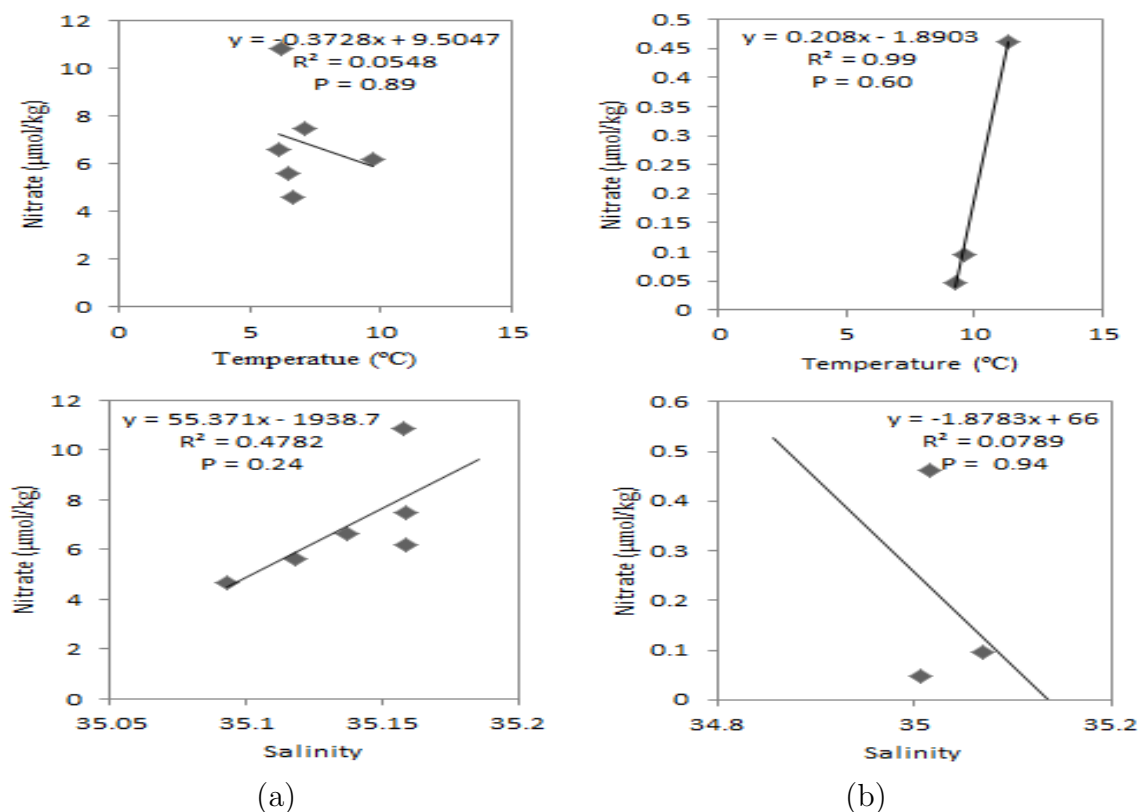 y = -0.3728x + 9.5047
R² = 0.0548
P = 0.89
12
10
8
6
4
2
0
Nitrate (µmol/kg)
0
5
10
15
Temperatue (°C)
y = 0.208x - 1.8903
R² = 0.99
P = 0.60
0.5
0.45
0.4
0.35
0.3
0.25
0.2
0.15
0.1
0.05
0
Nitrate (µmol/kg)
0
5
10
15
Temperature (°C)
y = 55.371x - 1938.7
R² = 0.4782
P = 0.24
12
10
8
6
4
2
0
Nitrate (µmol/kg)
35.05
35.1
35.15
35.2
Salinity
y = -1.8783x + 66
R² = 0.0789
P = 0.94
0.6
0.5
0.4
0.3
0.2
0.1
0
Nitrate (µmol/kg)
34.8
35
35.2
Salinity
(a)
(b)